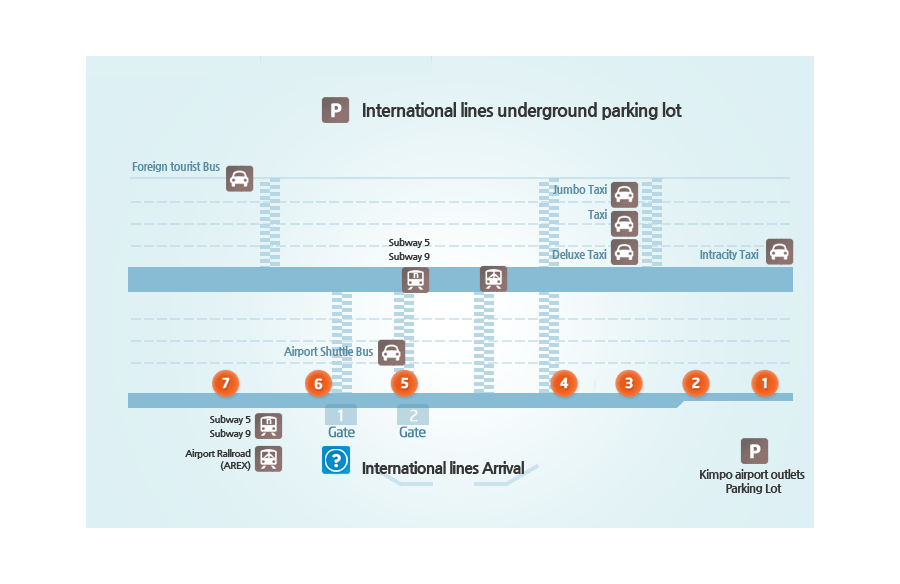 P International lines underground parking lot
Foreign tourist Bus
Jumbo Taxi
Taxi
Subway 5
Subway 9
Deluxe Taxi
Intracity Taxi
Airport Shuttle Bus
7 6 5 4 3 2 1
1 2
Gate Gate
Subway 5
Subway 9
Airport Railroad
(AREX)
? International lines Arrival
P
Kimpo airport outlets
Parking Lot